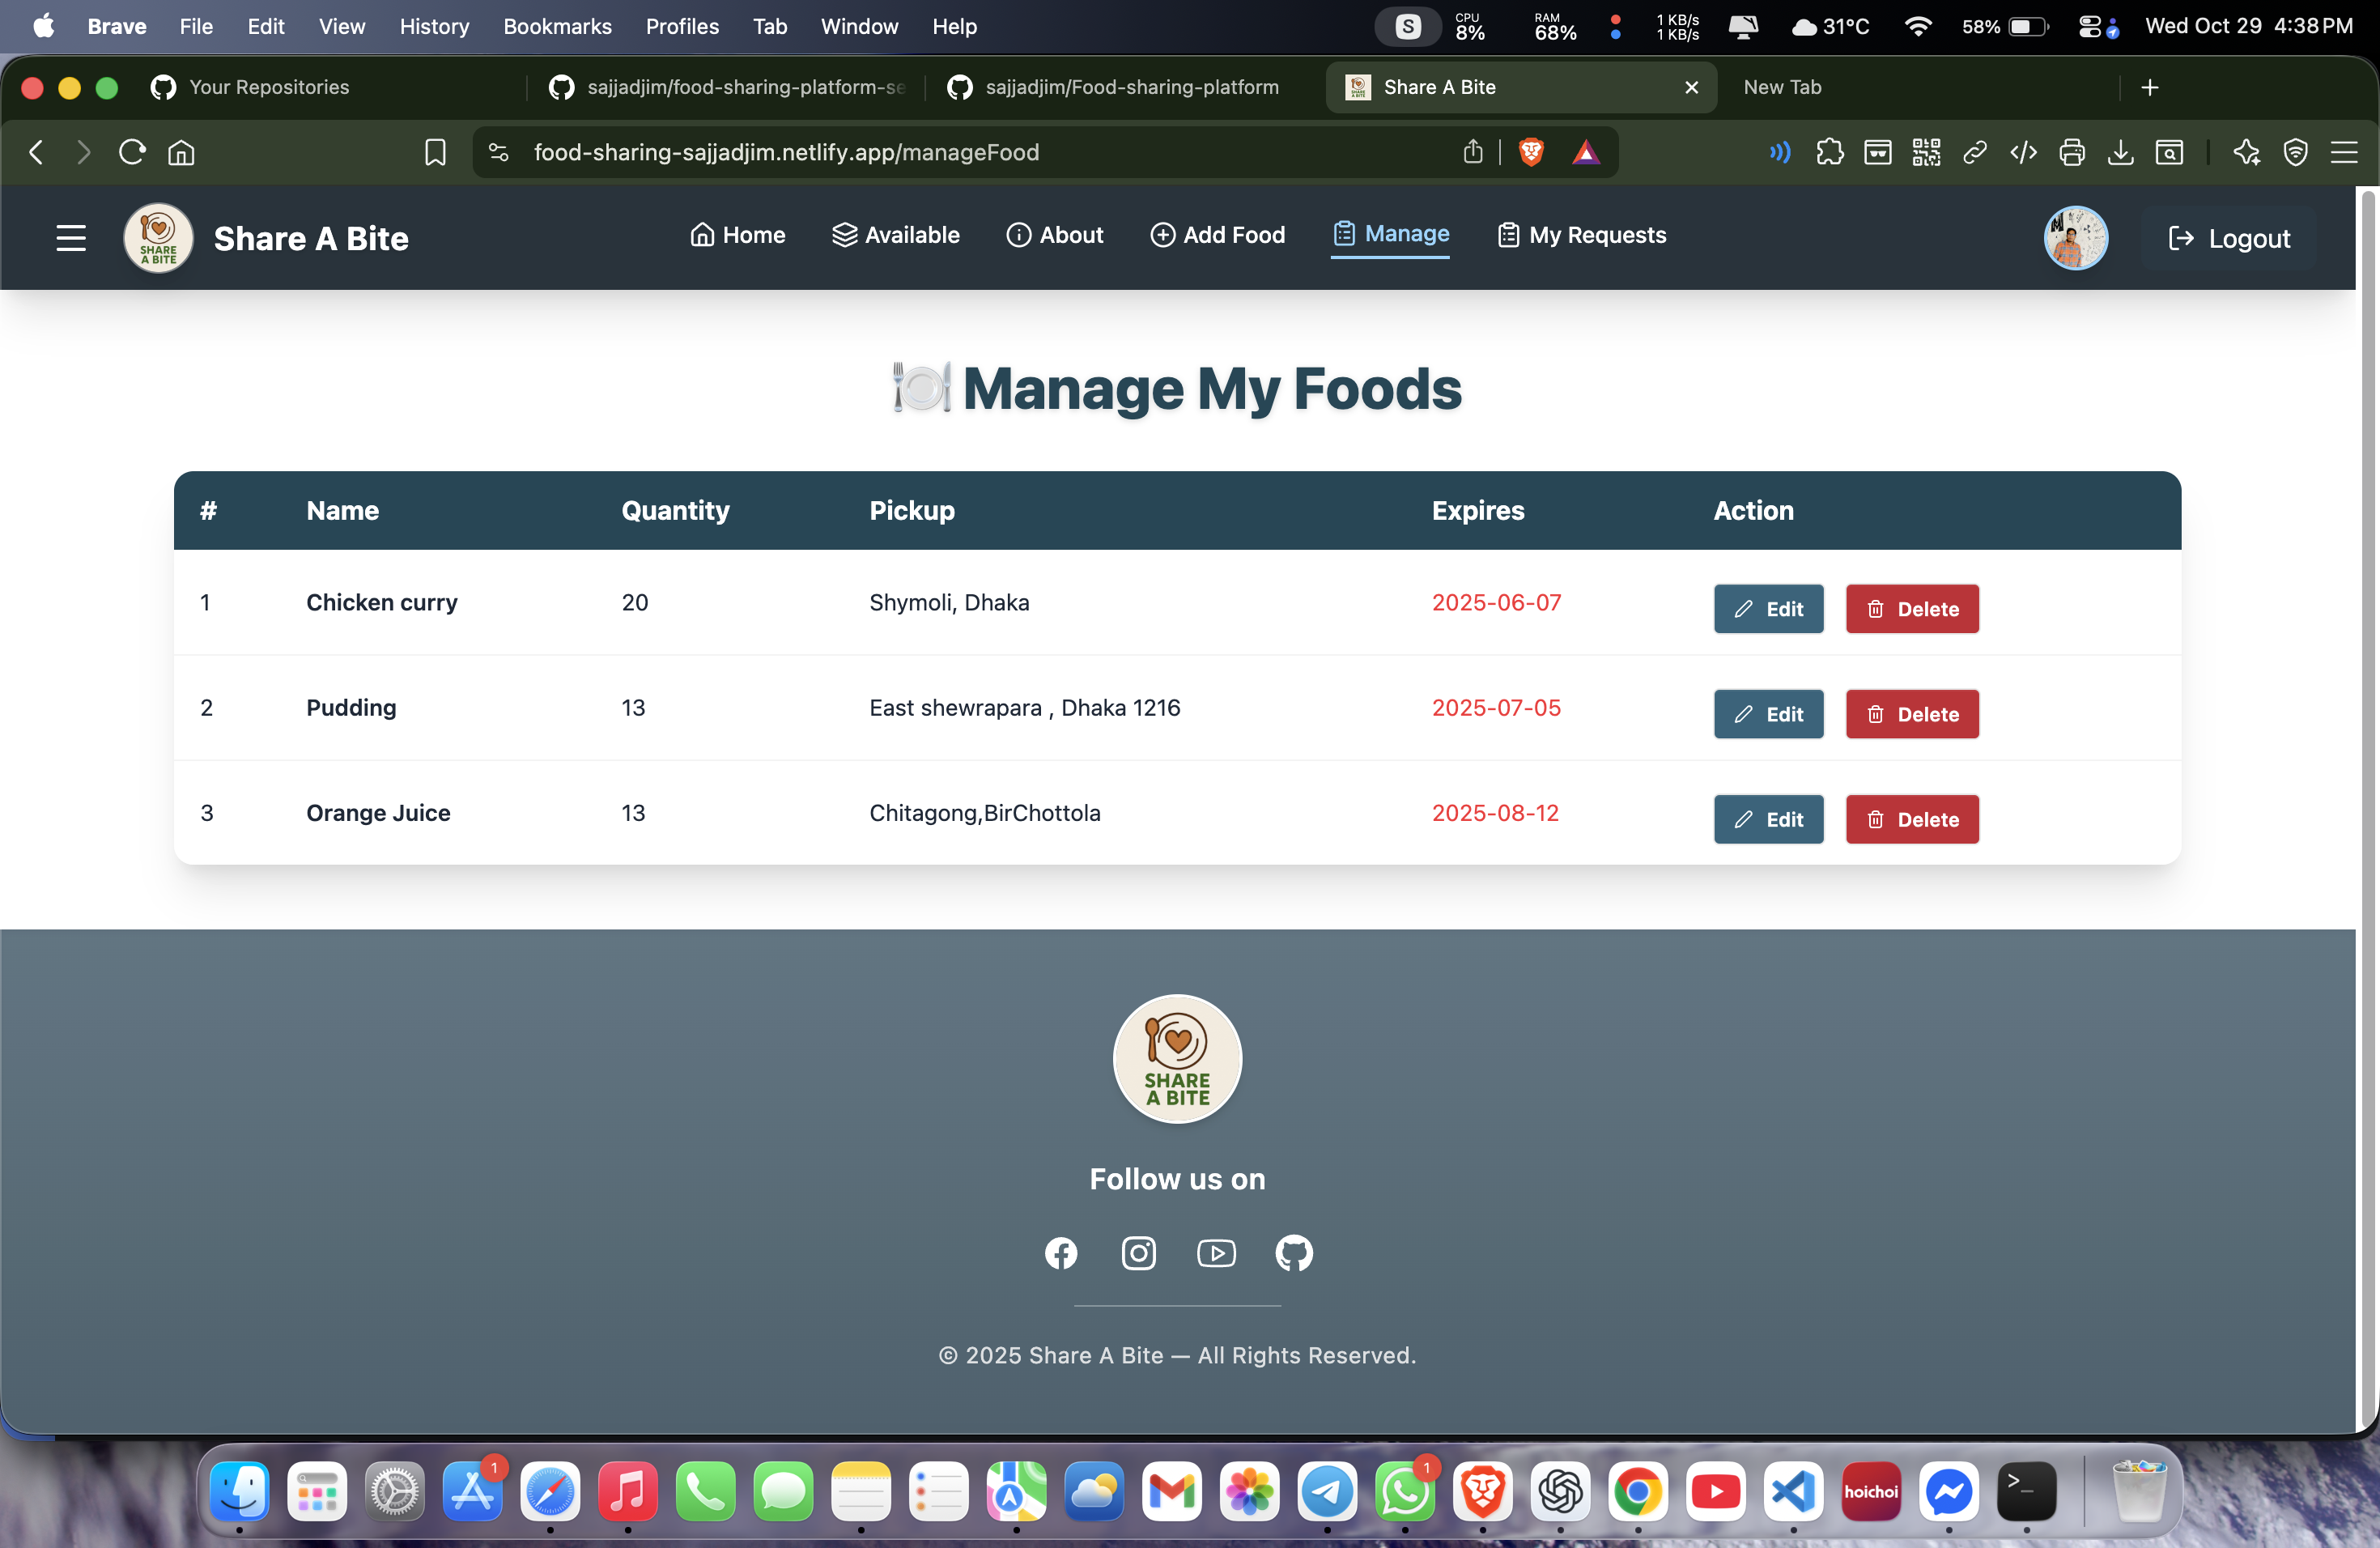 Brave File Edit View History Bookmarks Profiles Tab Window Help S CPU 8% RAM 68% 1 KB/s 1 KB/s 31°C 58% Wed Oct 29 4:38 PM
Your Repositories sajjadjim/food-sharing-platform-se sajjadjim/Food-sharing-platform Share A Bite New Tab
food-sharing-sajjadjim.netlify.app/manageFood
SHARE A BITE Share A Bite Home Available About Add Food Manage My Requests Logout
Manage My Foods
# Name Quantity Pickup Expires Action
1 Chicken curry 20 Shymoli, Dhaka 2025-06-07 Edit Delete
2 Pudding 13 East shewrapara , Dhaka 1216 2025-07-05 Edit Delete
3 Orange Juice 13 Chitagong,BirChottola 2025-08-12 Edit Delete
SHARE
A BITE
Follow us on
© 2025 Share A Bite — All Rights Reserved.
1 1 hoichoi >_